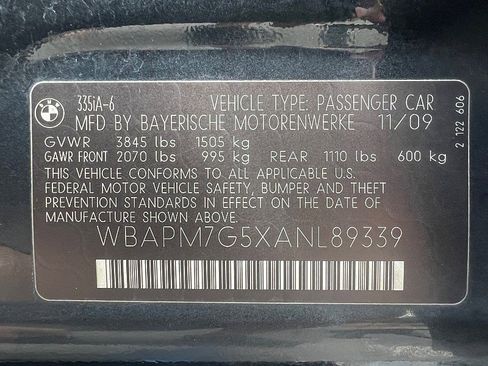 BMW
335iA-6 VEHICLE TYPE: PASSENGER CAR
MFD BY BAYERISCHE MOTORENWERKE 11/09
GVWR 3845 lbs 1505 kg
GAWR FRONT 2070 lbs 995 kg REAR 1110 lbs 600 kg
THIS VEHICLE CONFORMS TO ALL APPLICABLE U.S.
FEDERAL MOTOR VEHICLE SAFETY, BUMPER AND THEFT
PREVENTION STANDARDS IN EFFECT ON THE DATE OF
MANUFACTURE SHOWN ABOVE.
WBAPM7G5XANL89339
2 122 606